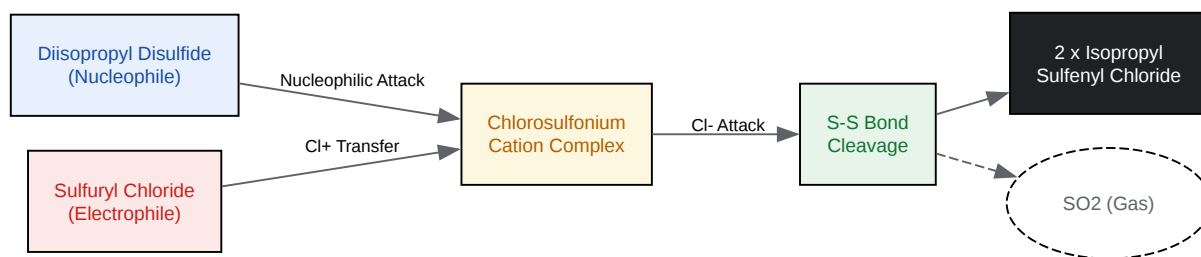 Diisopropyl Disulfide
(Nucleophile)
Nucleophilic Attack
Sulfuryl Chloride
(Electrophile)
Cl+ Transfer
Chlorosulfonium
Cation Complex
Cl- Attack
S-S Bond
Cleavage
2 x Isopropyl
Sulfenyl Chloride
SO2 (Gas)